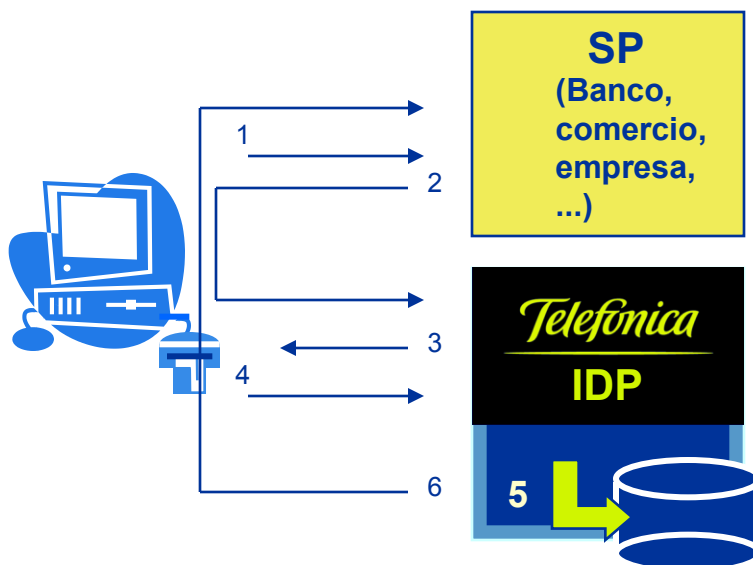 SP
(Banco,
comercio,
empresa,
...)
1
2
Telefónica
IDP
3
4
5
6